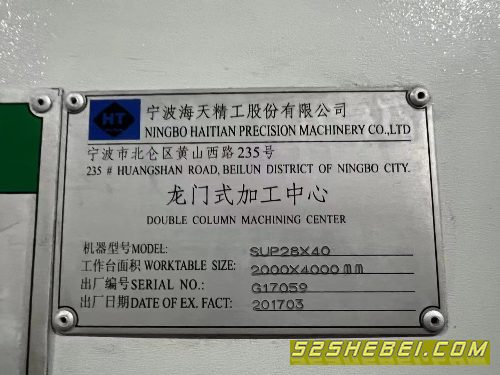 HT
宁波海天精工股份有限公司
NINGBO HAITIAN PRECISION MACHINERY CO.,LTD
宁波市北仑区黄山西路235号
235 # HUANGSHAN ROAD, BEILUN DISTRICT OF NINGBO CITY.
龙门式加工中心
DOUBLE COLUMN MACHINING CENTER
机器型号MODEL: SUP28X40
工作台面积 WORKTABLE SIZE: 2000X4000mm
出厂编号SERIAL NO.: G17059
出厂日期DATE OF EX. FACT: 201703
52SHEBEI.COM